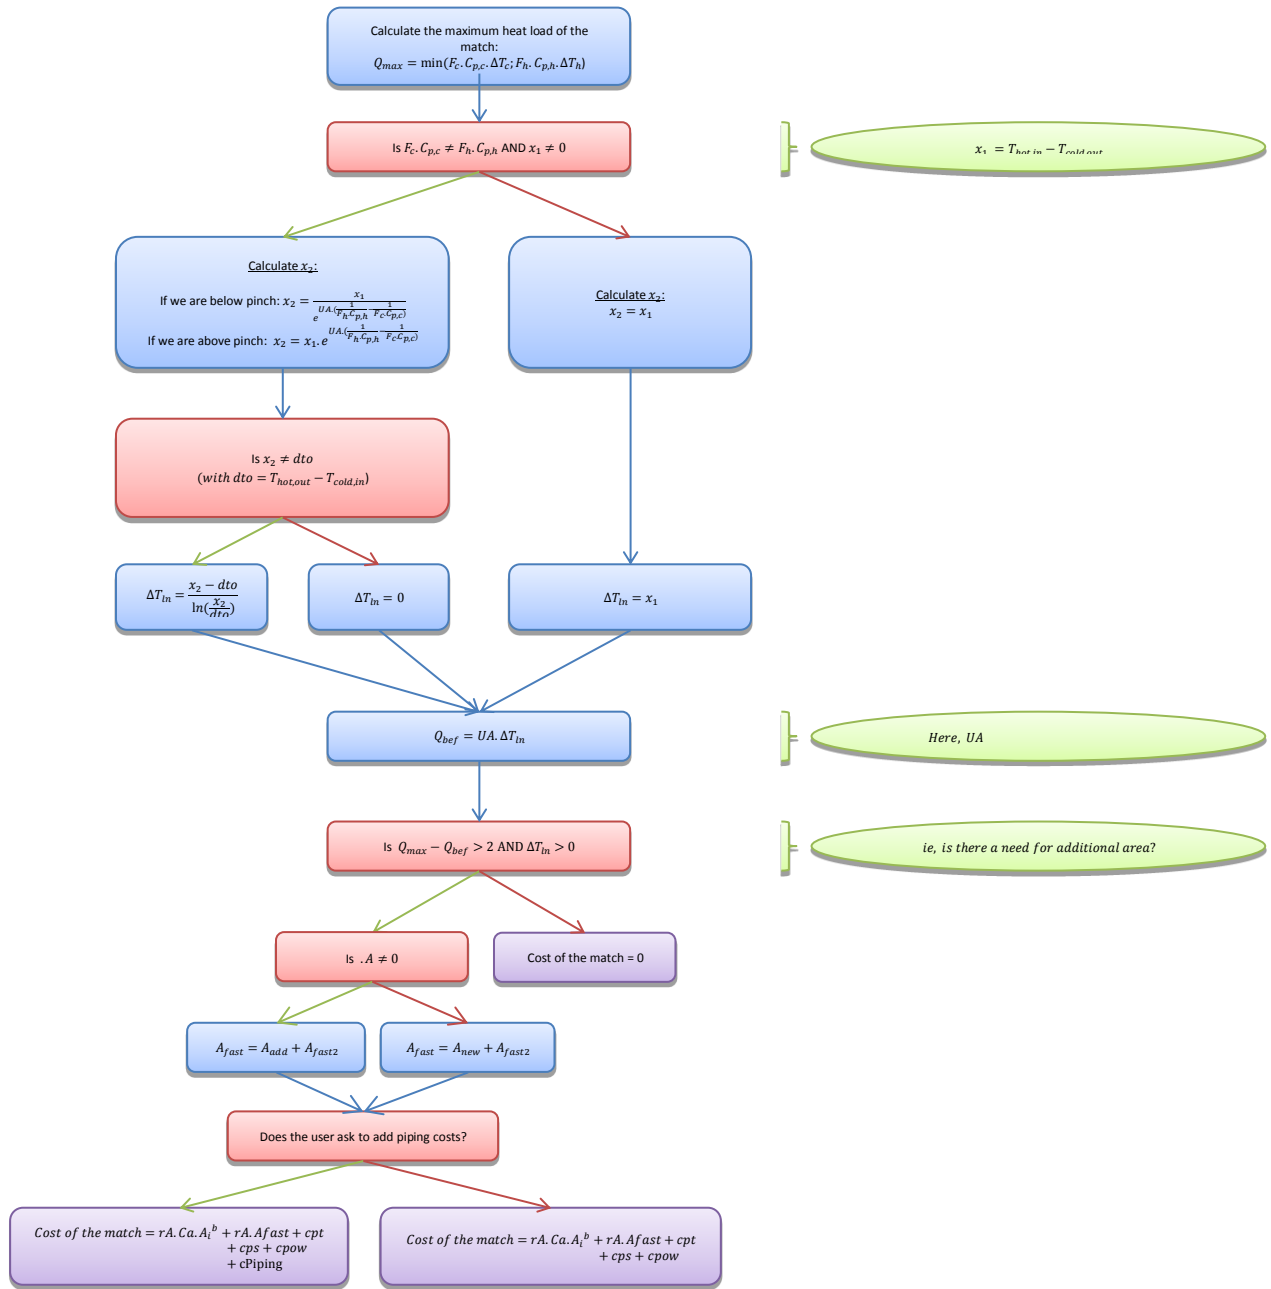 Calculate the maximum heat load of the
match:
Q_max = min(F_c.C_p,c.ΔT_c; F_h.C_p,h.ΔT_h)
Is F_c.C_p,c ≠ F_h.C_p,h AND x_1 ≠ 0
x_1 = T_hot,in − T_cold,out
Calculate x_2:
If we are below pinch: x_2 = x_1 / e^(UA.(1/(F_h.C_p,h) − 1/(F_c.C_p,c)))
If we are above pinch: x_2 = x_1.e^(UA.(1/(F_h.C_p,h) − 1/(F_c.C_p,c)))
Calculate x_2:
x_2 = x_1
Is x_2 ≠ dto
(with dto = T_hot,out − T_cold,in)
ΔT_ln = (x_2 − dto) / ln(x_2/dto)
ΔT_ln = 0
ΔT_ln = x_1
Q_bef = UA.ΔT_ln
Here, UA
Is Q_max − Q_bef > 2 AND ΔT_ln > 0
ie, is there a need for additional area?
Is .A ≠ 0
Cost of the match = 0
A_fast = A_add + A_fast2
A_fast = A_new + A_fast2
Does the user ask to add piping costs?
Cost of the match = rA.Ca.A_i^b + rA.Afast + cpt
+ cps + cpow
+ cPiping
Cost of the match = rA.Ca.A_i^b + rA.Afast + cpt
+ cps + cpow